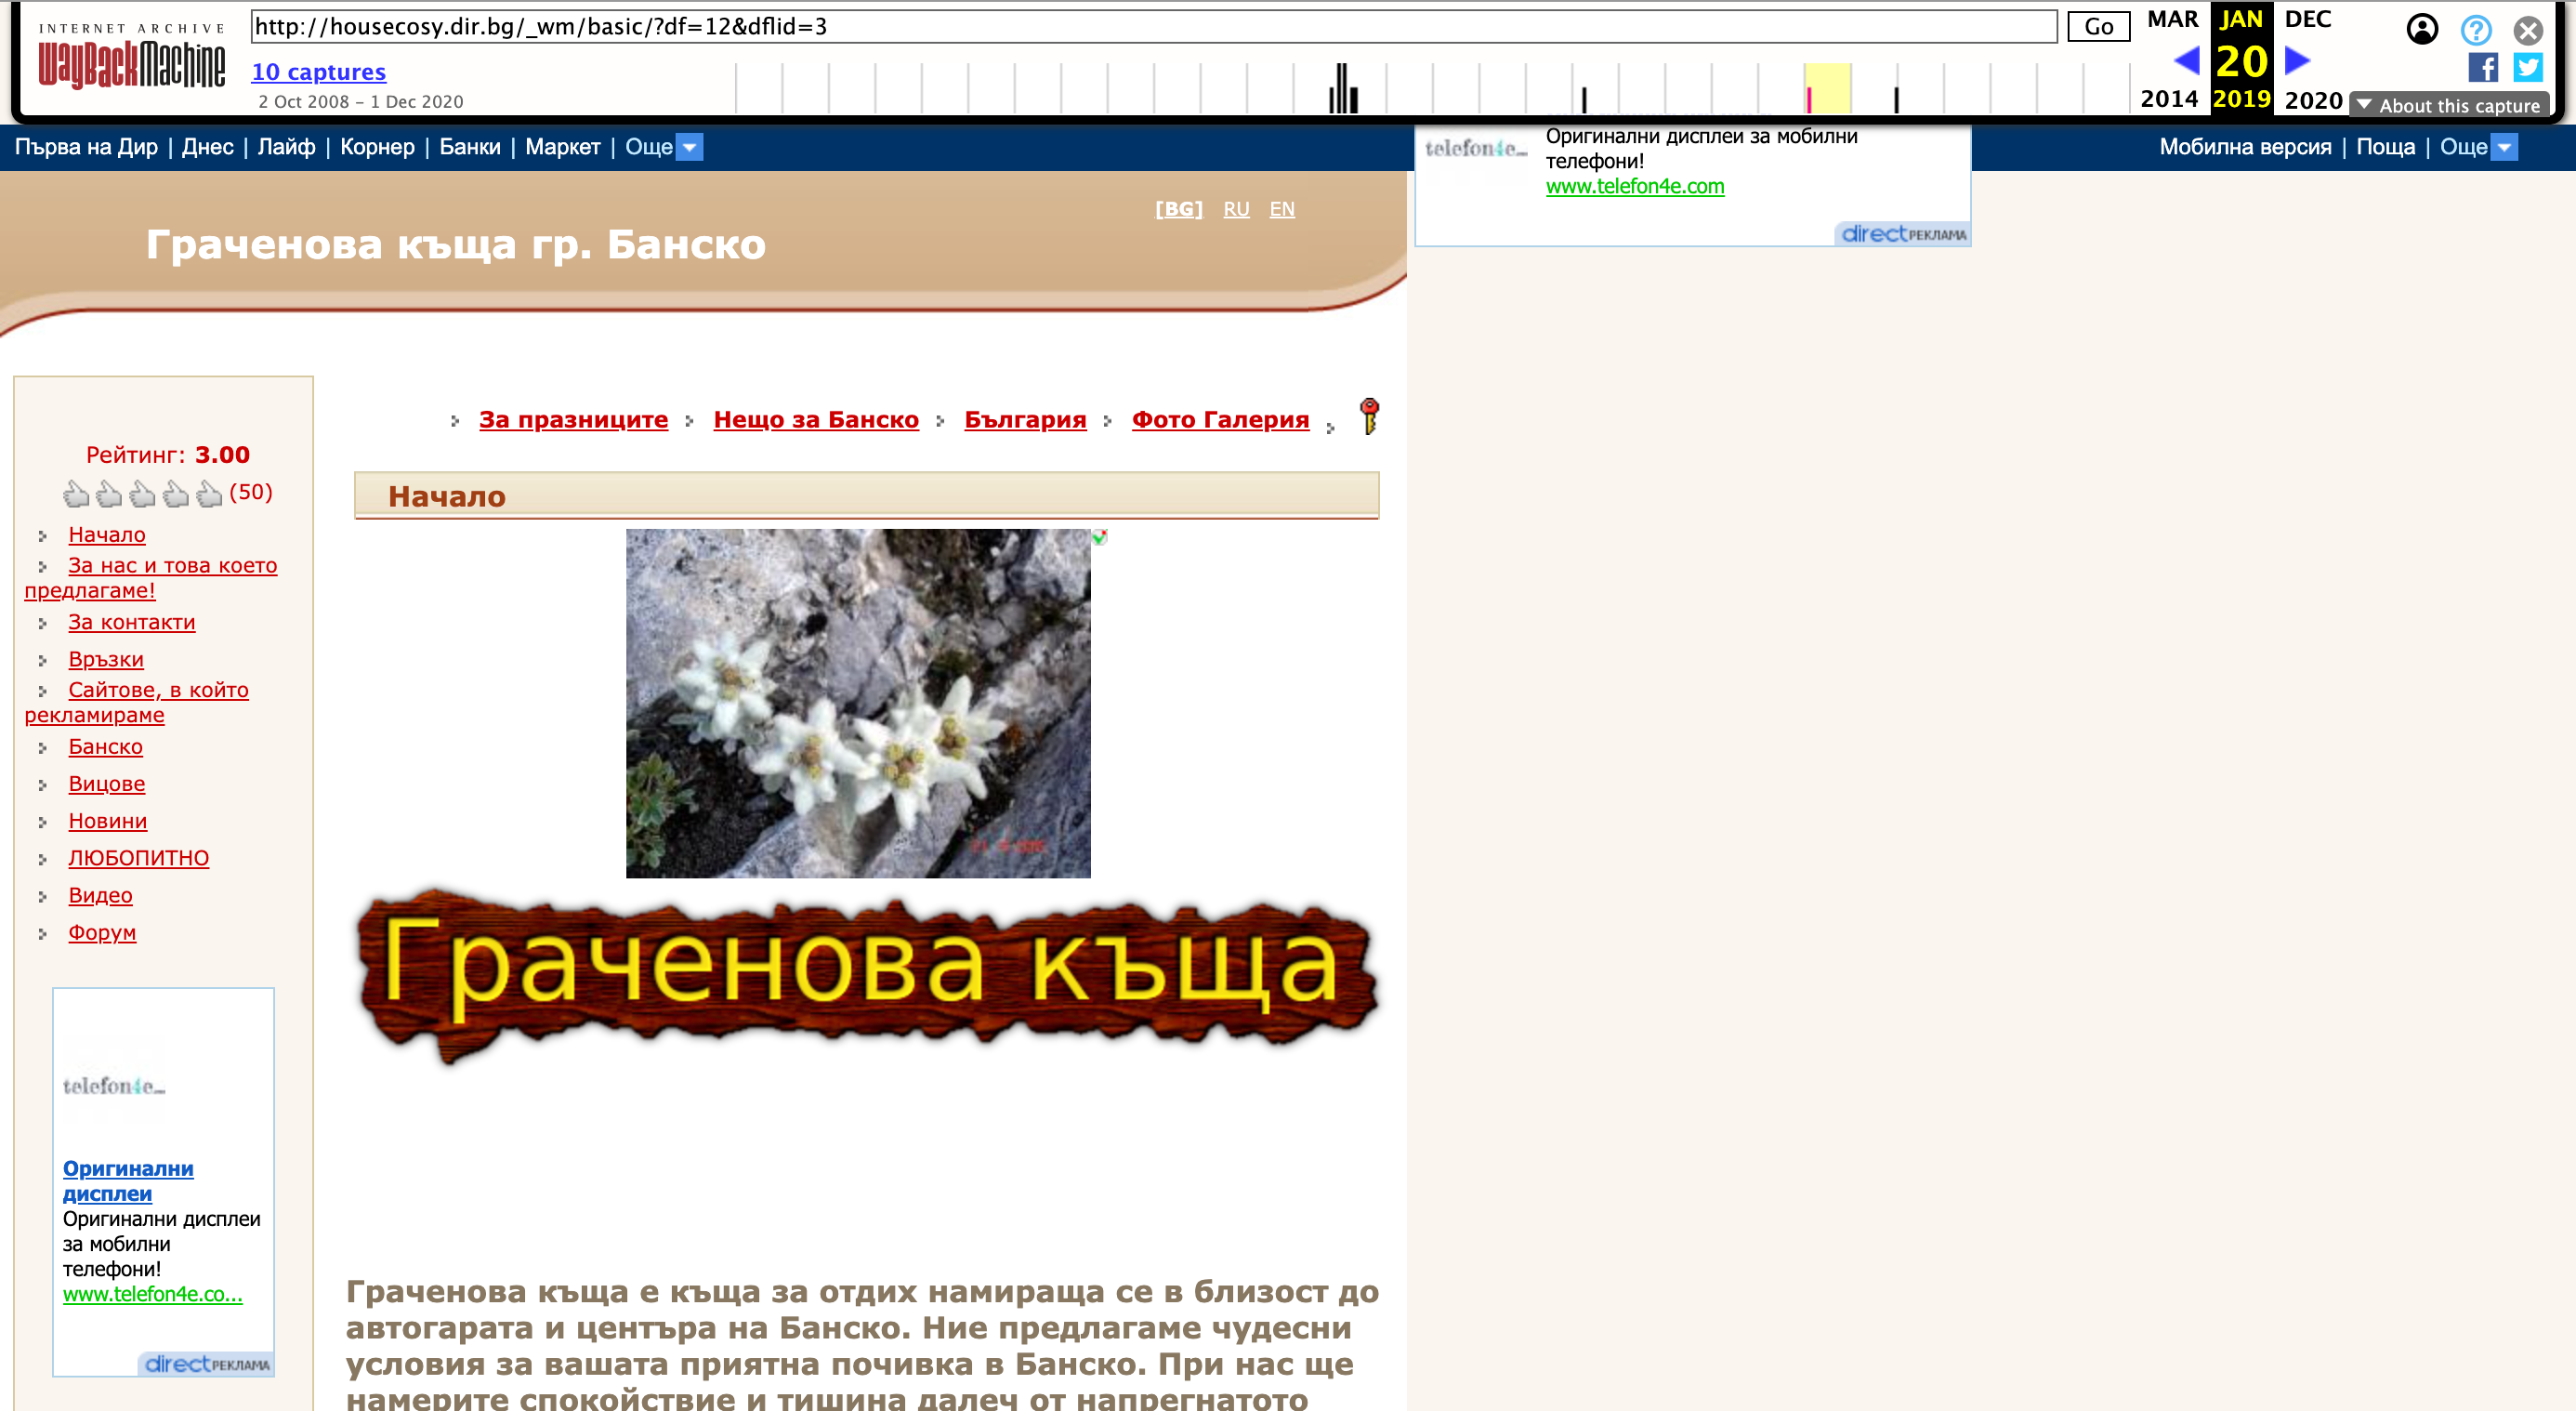 INTERNET ARCHIVE
WayBackMachine
http://housecosy.dir.bg/_wm/basic/?df=12&dflid=3
Go
10 captures
2 Oct 2008 – 1 Dec 2020
MAR JAN DEC
20
2014 2019 2020
About this capture
Първа на Дир | Днес | Лайф | Корнер | Банки | Маркет | Още
telefon4e...
Оригинални дисплеи за мобилни
телефони!
www.telefon4e.com
direct РЕКЛАМА
Мобилна версия | Поща | Още
[BG] RU EN
Граченова къща гр. Банско
За празниците Нещо за Банско България Фото Галерия
Рейтинг: 3.00
(50)
Начало
За нас и това което
предлагаме!
За контакти
Връзки
Сайтове, в който
рекламираме
Банско
Вицове
Новини
ЛЮБОПИТНО
Видео
Форум
telefon4e...
Оригинални
дисплеи
Оригинални дисплеи
за мобилни
телефони!
www.telefon4e.co...
direct РЕКЛАМА
Начало
Граченова къща
Граченова къща е къща за отдих намираща се в близост до
автогарата и центъра на Банско. Ние предлагаме чудесни
условия за вашата приятна почивка в Банско. При нас ще
намерите спокойствие и тишина далеч от напрегнатото